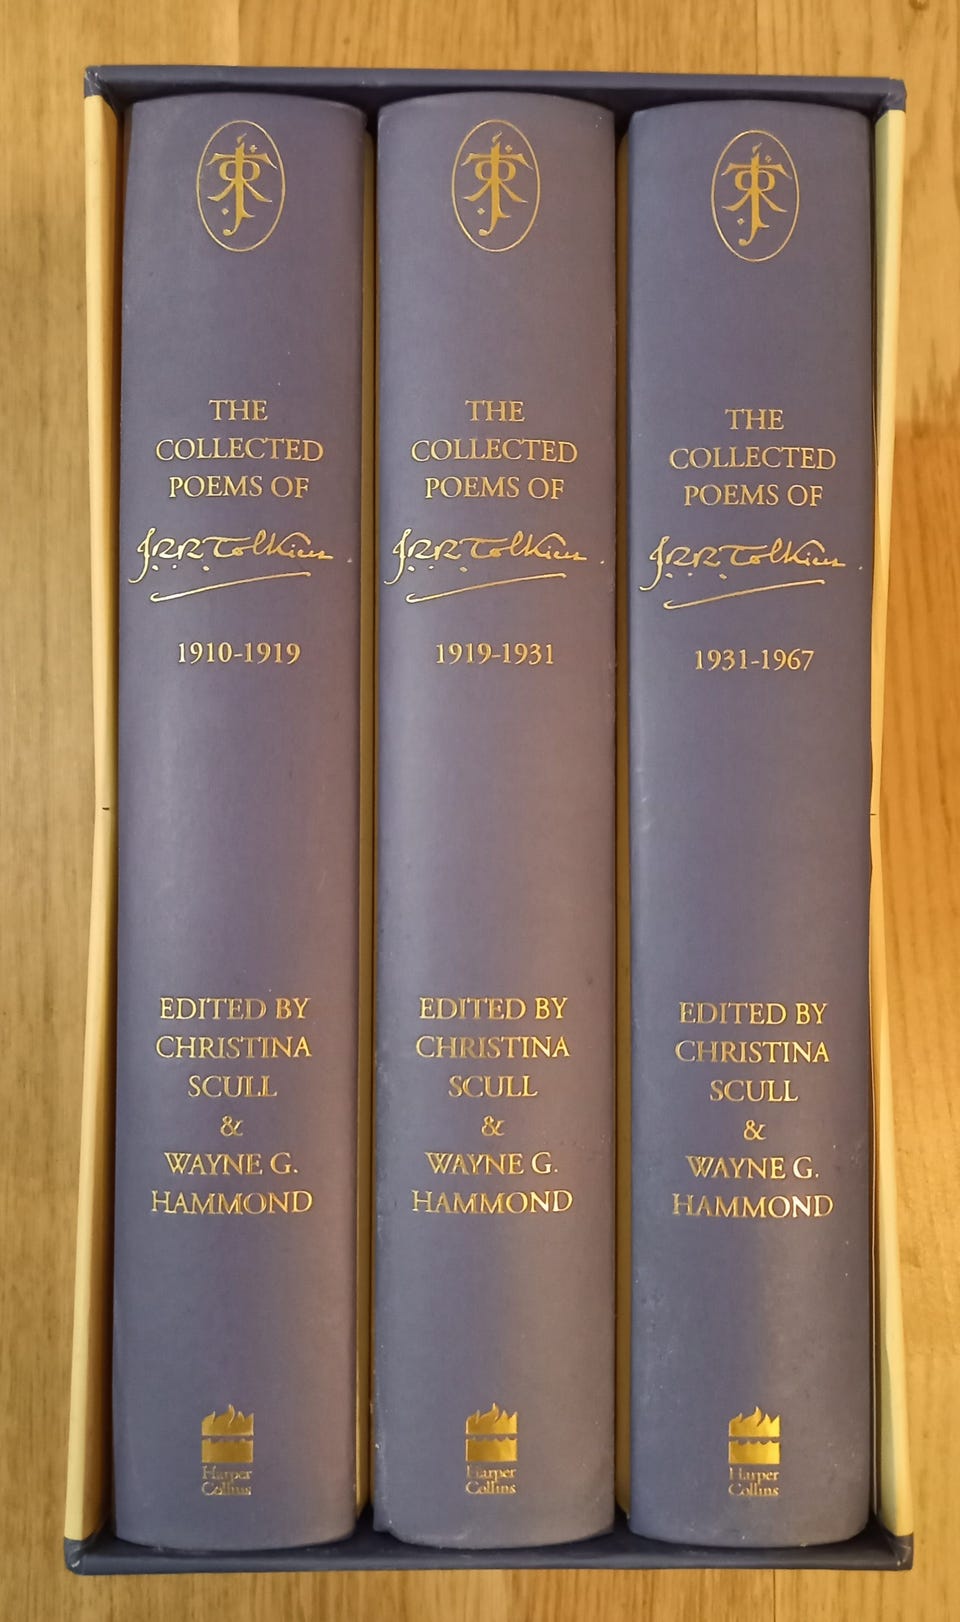 THE
COLLECTED
POEMS OF
J.R.R. Tolkien
1910-1919
EDITED BY
CHRISTINA
SCULL
&
WAYNE G.
HAMMOND
Harper
Collins
THE
COLLECTED
POEMS OF
J.R.R. Tolkien
1919-1931
EDITED BY
CHRISTINA
SCULL
&
WAYNE G.
HAMMOND
Harper
Collins
THE
COLLECTED
POEMS OF
J.R.R. Tolkien
1931-1967
EDITED BY
CHRISTINA
SCULL
&
WAYNE G.
HAMMOND
Harper
Collins